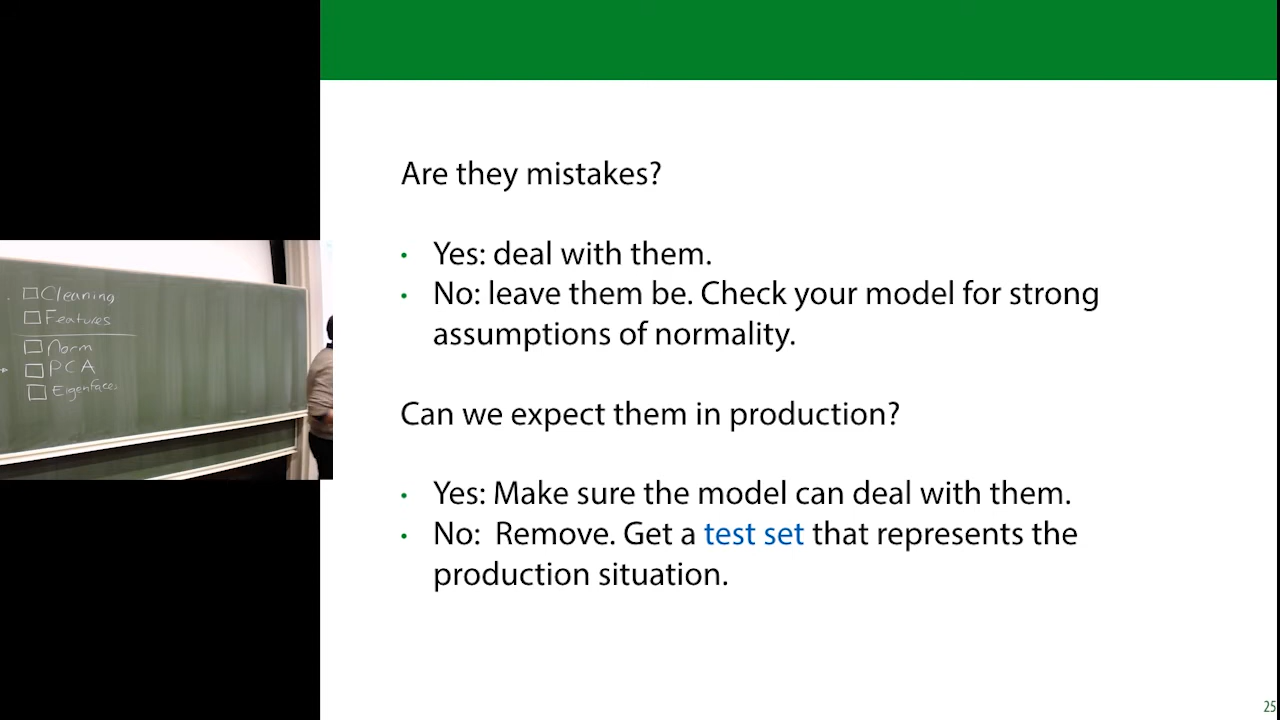 Cleaning
Features
Norm
PCA
Eigenfaces
Are they mistakes?
• Yes: deal with them.
• No: leave them be. Check your model for strong
assumptions of normality.
Can we expect them in production?
• Yes: Make sure the model can deal with them.
• No: Remove. Get a test set that represents the
production situation.
25